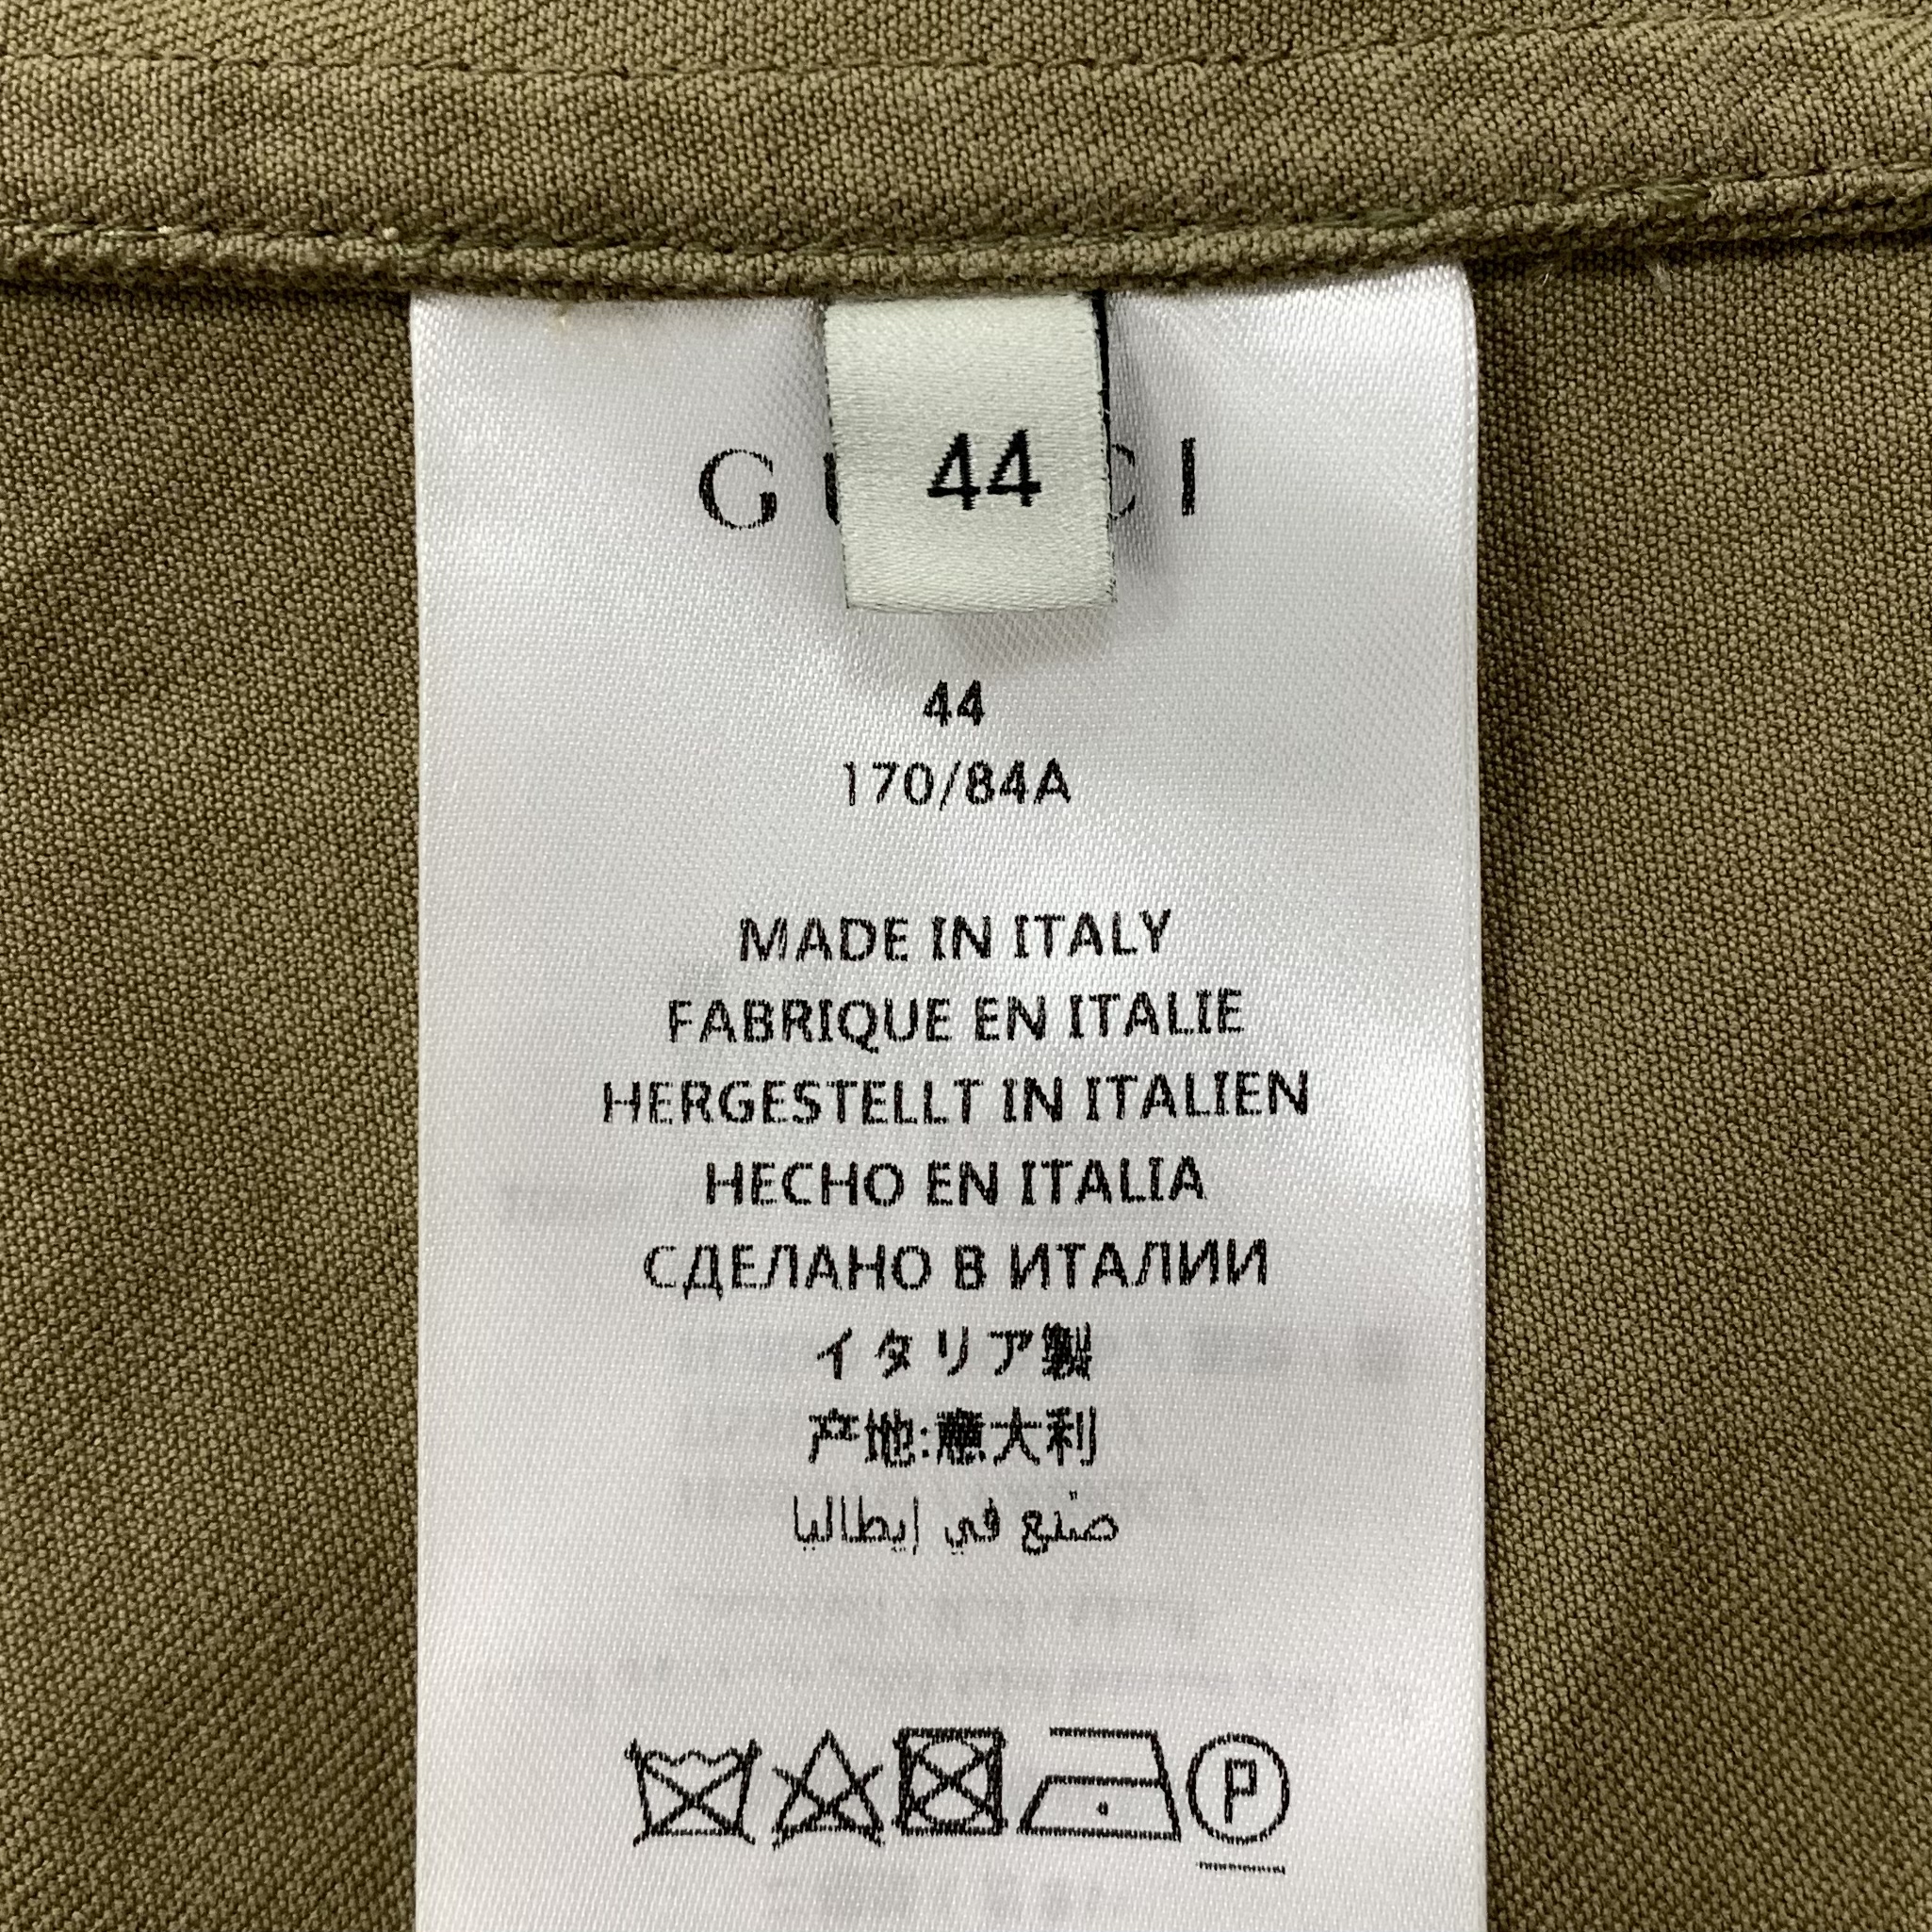 44
G CI
44
170/84A
MADE IN ITALY
FABRIQUE EN ITALIE
HERGESTELLT IN ITALIEN
HECHO EN ITALIA
СДЕЛАНО В ИТАЛИИ
イタリア製
产地:意大利
صنع في إيطاليا
P